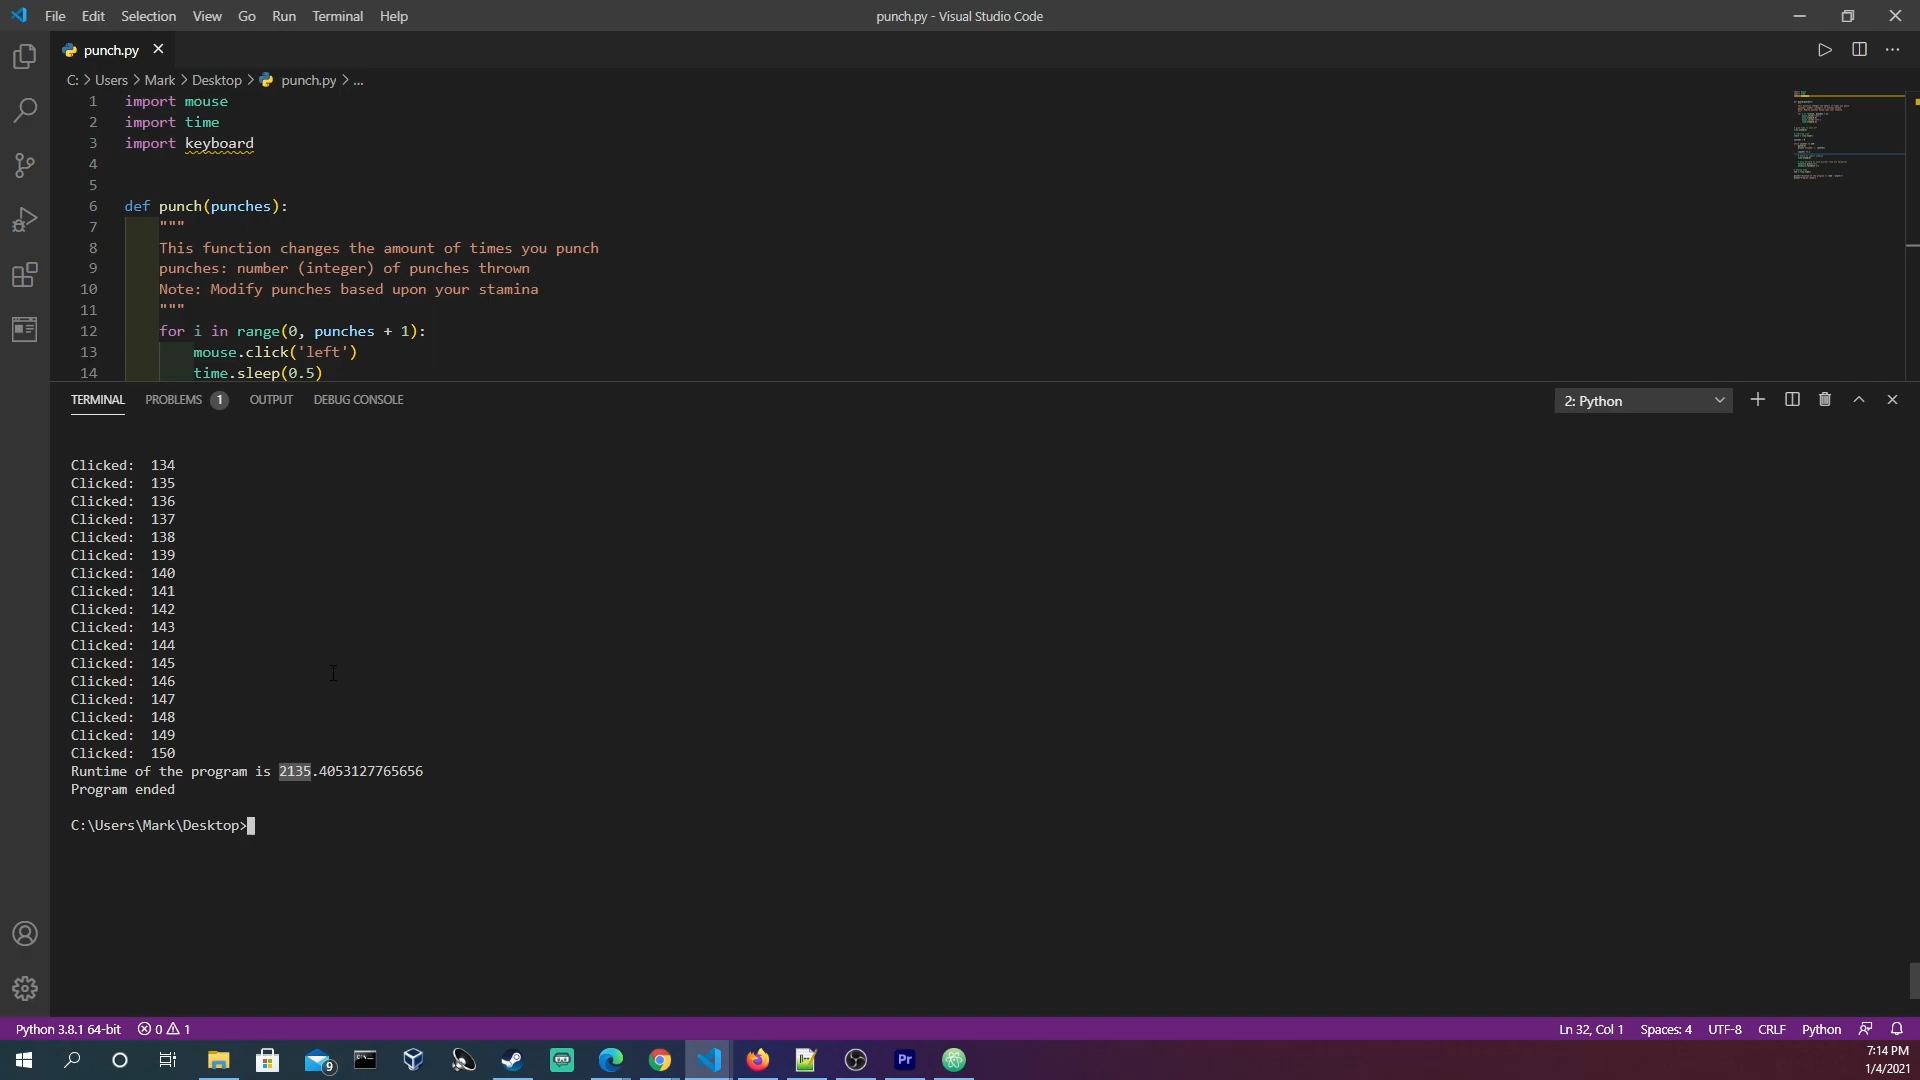 File Edit Selection View Go Run Terminal Help
punch.py - Visual Studio Code
punch.py
C: > Users > Mark > Desktop > punch.py > ...
1 import mouse
2 import time
3 import keyboard
4
5
6 def punch(punches):
7 """
8 This function changes the amount of times you punch
9 punches: number (integer) of punches thrown
10 Note: Modify punches based upon your stamina
11 """
12 for i in range(0, punches + 1):
13 mouse.click('left')
14 time.sleep(0.5)
TERMINAL PROBLEMS 1 OUTPUT DEBUG CONSOLE
2: Python
Clicked: 134
Clicked: 135
Clicked: 136
Clicked: 137
Clicked: 138
Clicked: 139
Clicked: 140
Clicked: 141
Clicked: 142
Clicked: 143
Clicked: 144
Clicked: 145
Clicked: 146
Clicked: 147
Clicked: 148
Clicked: 149
Clicked: 150
Runtime of the program is 2135.4053127765656
Program ended
C:\Users\Mark\Desktop>
Python 3.8.1 64-bit 0 1
Ln 32, Col 1 Spaces: 4 UTF-8 CRLF Python
9
Pr
7:14 PM
1/4/2021